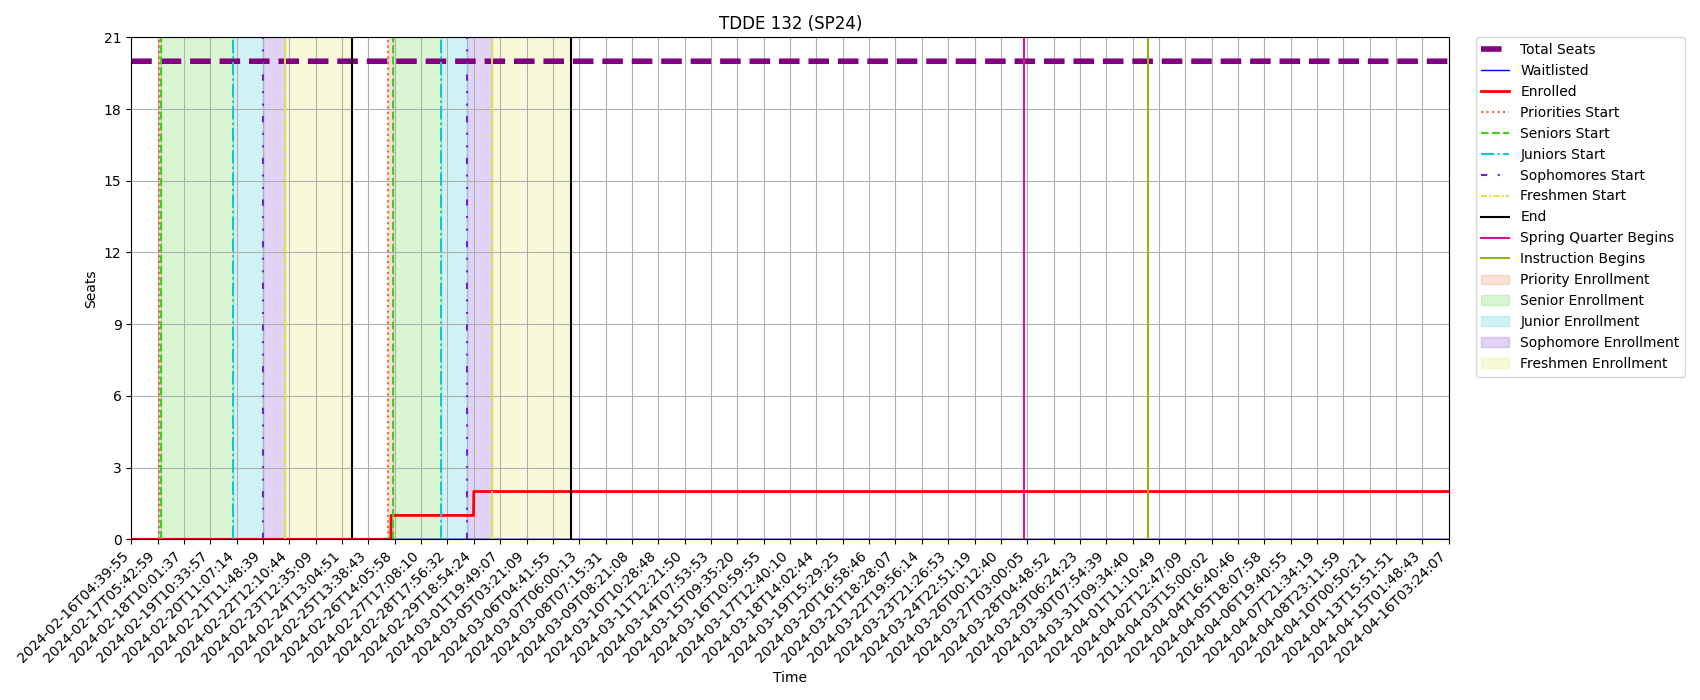 TDDE 132 (SP24)
21
18
15
12
9
6
3
0
Seats
2024-02-16T04:39:55
2024-02-17T05:42:59
2024-02-18T10:01:37
2024-02-19T10:33:57
2024-02-20T11:07:14
2024-02-21T11:48:39
2024-02-22T12:10:44
2024-02-23T12:35:09
2024-02-24T13:04:51
2024-02-25T13:38:43
2024-02-26T14:05:58
2024-02-27T17:08:10
2024-02-28T17:56:32
2024-02-29T18:54:24
2024-03-01T19:49:07
2024-03-05T03:21:09
2024-03-06T04:41:55
2024-03-07T06:00:13
2024-03-08T07:15:31
2024-03-09T08:21:08
2024-03-10T10:28:48
2024-03-11T12:21:50
2024-03-14T07:53:53
2024-03-15T09:35:20
2024-03-16T10:59:55
2024-03-17T12:40:10
2024-03-18T14:02:44
2024-03-19T15:29:25
2024-03-20T16:58:46
2024-03-21T18:28:07
2024-03-22T19:56:14
2024-03-23T21:26:53
2024-03-24T22:51:19
2024-03-26T00:12:40
2024-03-27T03:00:05
2024-03-28T04:48:52
2024-03-29T06:24:23
2024-03-30T07:54:39
2024-03-31T09:34:40
2024-04-01T11:10:49
2024-04-02T12:47:09
2024-04-03T15:00:02
2024-04-04T16:40:46
2024-04-05T18:07:58
2024-04-06T19:40:55
2024-04-07T21:34:19
2024-04-08T23:11:59
2024-04-10T00:50:21
2024-04-13T15:51:51
2024-04-15T01:48:43
2024-04-16T03:24:07
Time
Total Seats
Waitlisted
Enrolled
Priorities Start
Seniors Start
Juniors Start
Sophomores Start
Freshmen Start
End
Spring Quarter Begins
Instruction Begins
Priority Enrollment
Senior Enrollment
Junior Enrollment
Sophomore Enrollment
Freshmen Enrollment